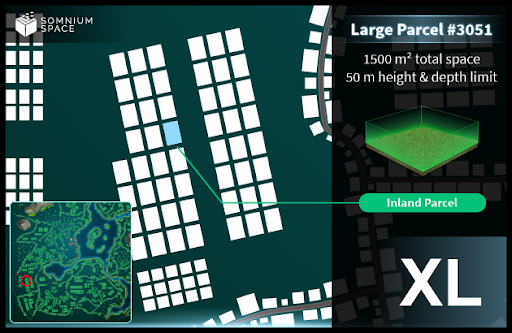 SOMNIUM
SPACE
Large Parcel #3051
1500 m² total space
50 m height & depth limit
Inland Parcel
XL